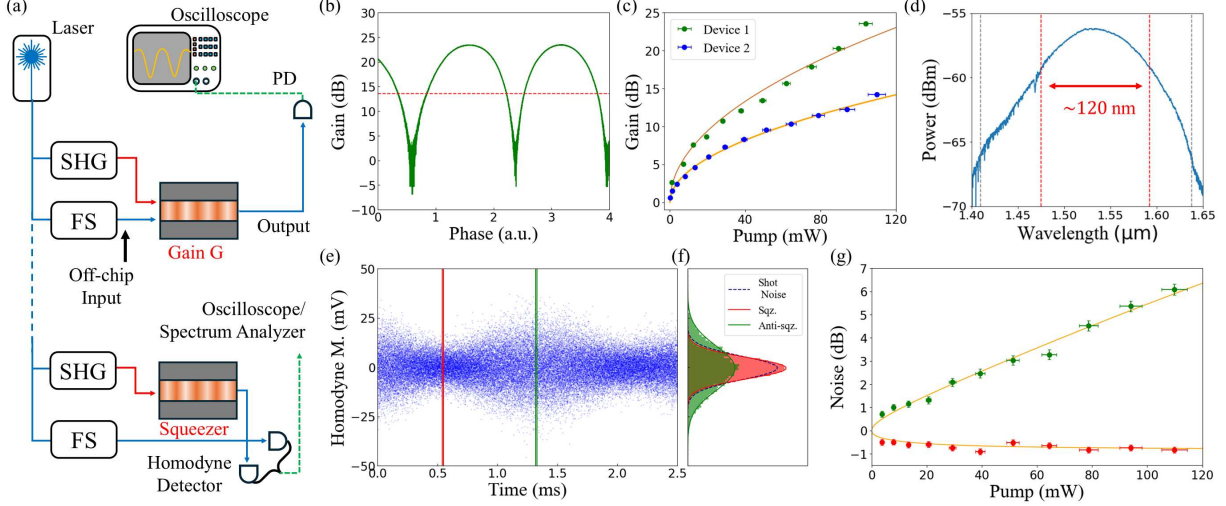 (a)
Laser
Oscilloscope
PD
SHG
FS
Gain G
Output
Off-chip
Input
Oscilloscope/
Spectrum Analyzer
SHG
Squeezer
FS
Homodyne
Detector
(b)
Gain (dB)
30
25
20
15
10
5
0
−5
−10
0 1 2 3 4
Phase (a.u.)
(c)
Gain (dB)
25
20
15
10
5
0
Device 1
Device 2
0 40 80 120
Pump (mW)
(d)
Power (dBm)
−55
−60
−65
−70
~120 nm
1.40 1.45 1.50 1.55 1.60 1.65
Wavelength (μm)
(e)
Homodyne M. (mV)
50
25
0
−25
−50
0.0 0.5 1.0 1.5 2.0 2.5
Time (ms)
(f)
Shot
Noise
Sqz.
Anti-sqz.
(g)
Noise (dB)
7
6
5
4
3
2
1
0
−1
0 20 40 60 80 100 120
Pump (mW)